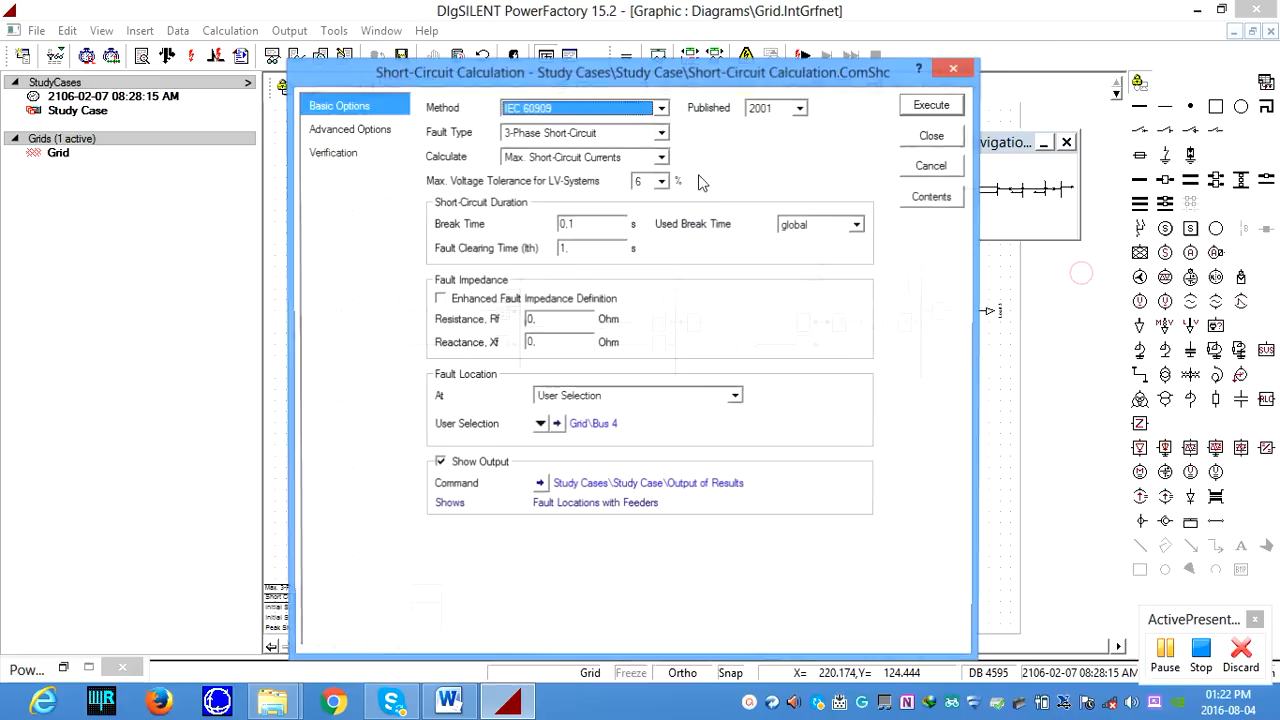 DIgSILENT PowerFactory 15.2 - [Graphic : Diagrams\Grid.IntGrfnet]
File Edit View Insert Data Calculation Output Tools Window Help
StudyCases >
2106-02-07 08:28:15 AM
Study Case
Grids (1 active) >
Grid
Short-Circuit Calculation - Study Cases\Study Case\Short-Circuit Calculation.ComShc
Basic Options
Advanced Options
Verification
Method IEC 60909 Published 2001
Fault Type 3-Phase Short-Circuit
Calculate Max. Short-Circuit Currents
Max. Voltage Tolerance for LV-Systems 6 %
Short-Circuit Duration
Break Time 0,1 s Used Break Time global
Fault Clearing Time (Ith) 1, s
Fault Impedance
Enhanced Fault Impedance Definition
Resistance, Rf 0, Ohm
Reactance, Xf 0, Ohm
Fault Location
At User Selection
User Selection Grid\Bus 4
Show Output
Command Study Cases\Study Case\Output of Results
Shows Fault Locations with Feeders
Execute
Close
Cancel
Contents
Navigatio...
Max. 3-
Short C
Initial S
Initial S
Peak S
ActivePresent...
Pause Stop Discard
Pow...
Grid Freeze Ortho Snap X= 220.174, Y= 124.444 DB 4595 2106-02-07 08:28:15 AM
01:22 PM
2016-08-04